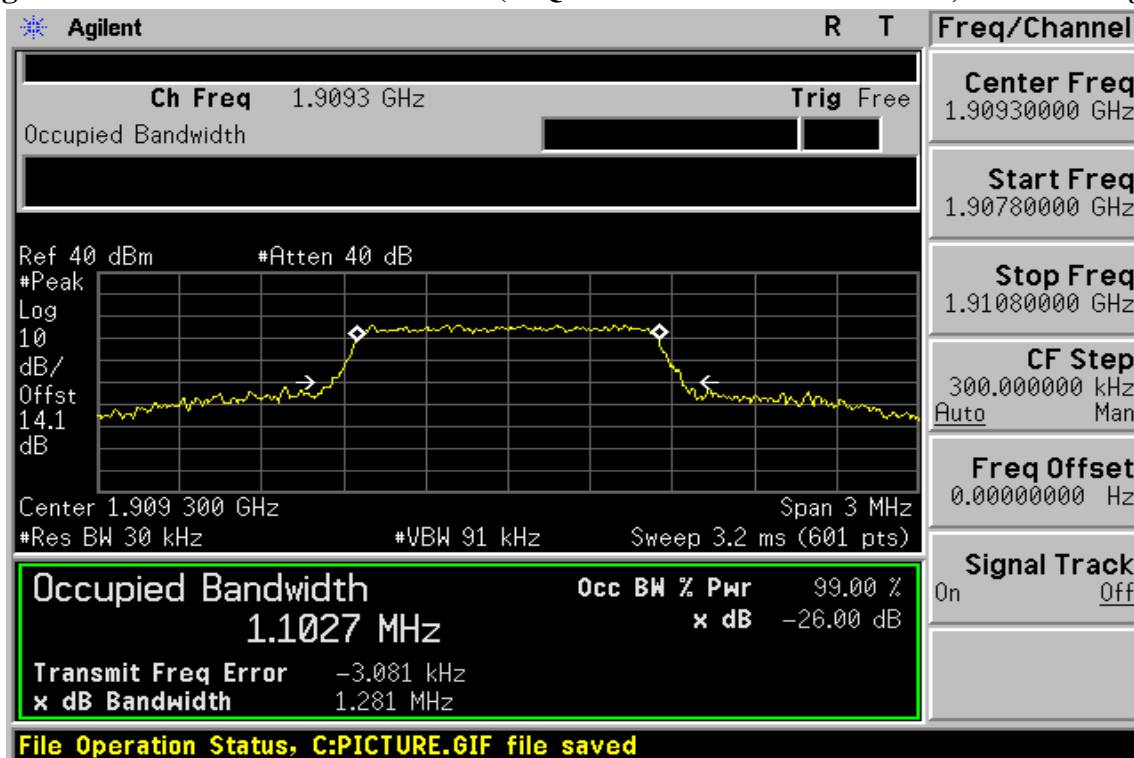 Agilent R T Freq/Channel
Ch Freq 1.9093 GHz Trig Free
Occupied Bandwidth
Center Freq
1.90930000 GHz
Start Freq
1.90780000 GHz
Stop Freq
1.91080000 GHz
CF Step
300.000000 kHz
Auto Man
Freq Offset
0.00000000 Hz
Signal Track
On Off
Ref 40 dBm #Atten 40 dB
#Peak
Log
10
dB/
Offst
14.1
dB
Center 1.909 300 GHz Span 3 MHz
#Res BW 30 kHz #VBW 91 kHz Sweep 3.2 ms (601 pts)
Occupied Bandwidth Occ BW % Pwr 99.00 %
1.1027 MHz x dB -26.00 dB
Transmit Freq Error -3.081 kHz
x dB Bandwidth 1.281 MHz
File Operation Status, C:PICTURE.GIF file saved